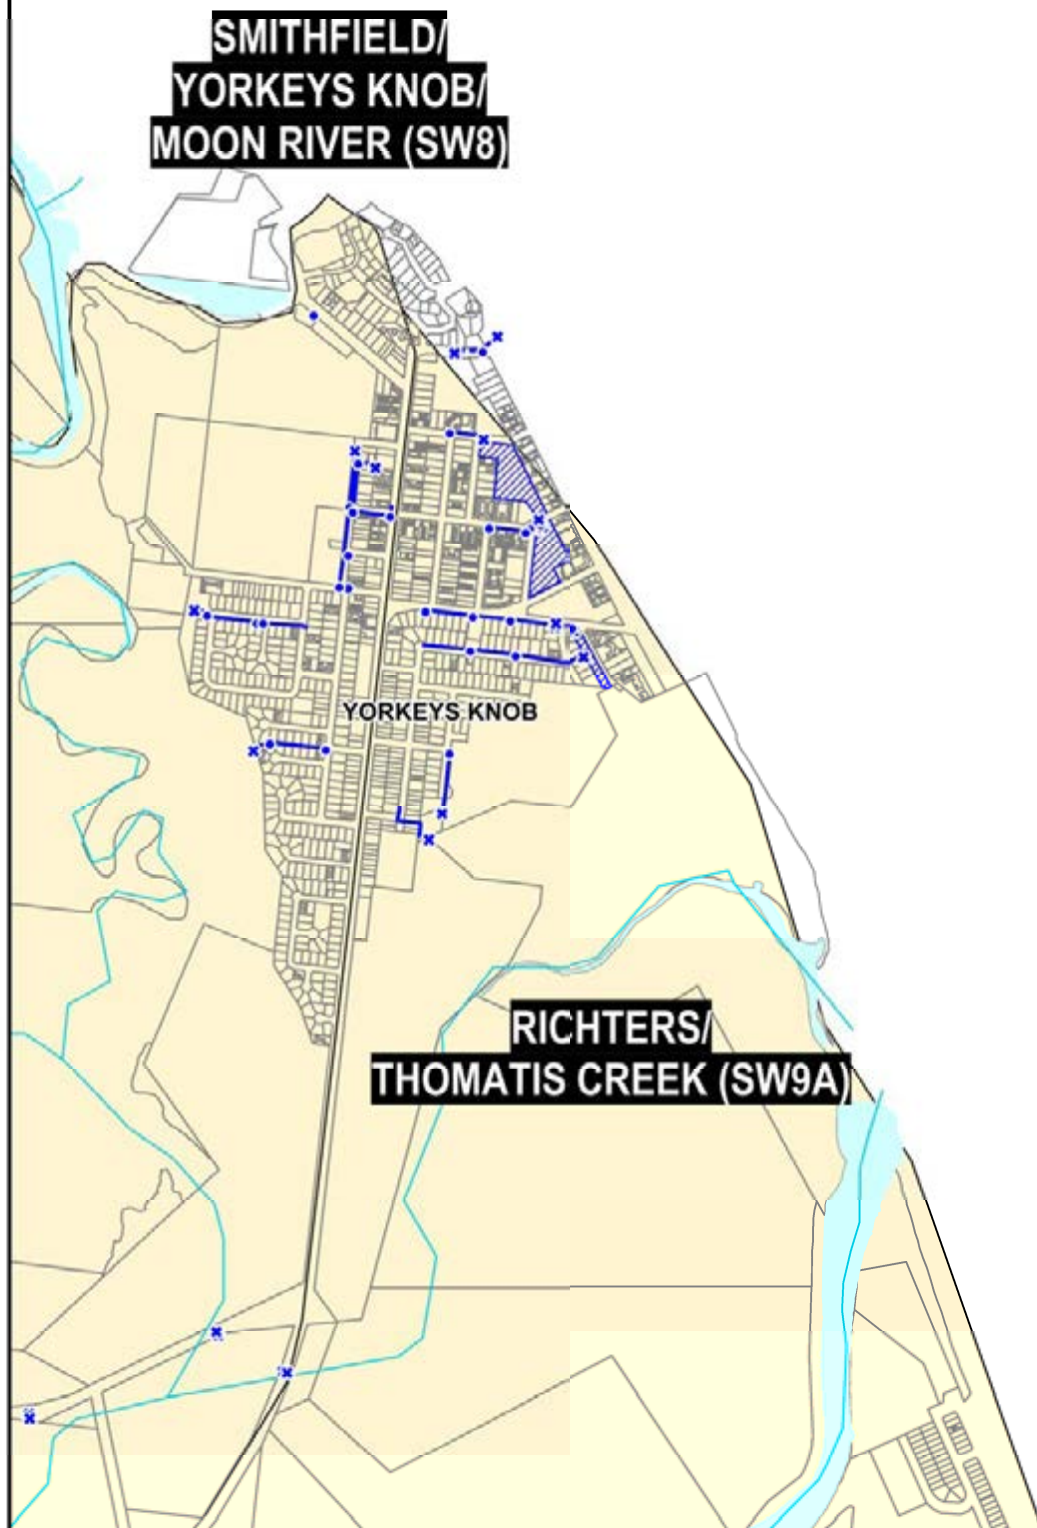 SMITHFIELD/
YORKEYS KNOB/
MOON RIVER (SW8)
YORKEYS KNOB
RICHTERS/
THOMATIS CREEK (SW9A)